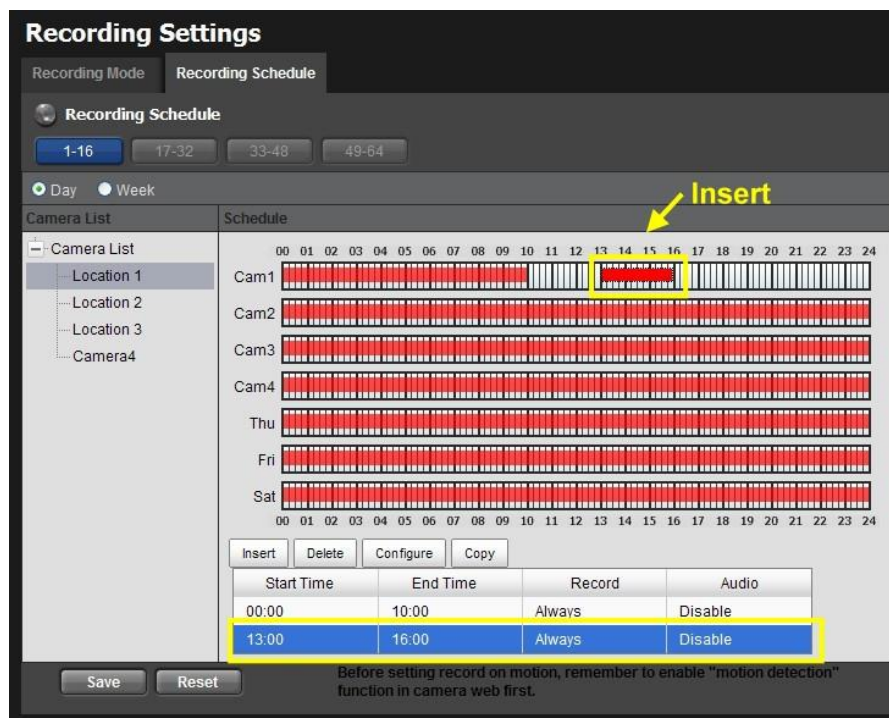 Recording Settings
Recording Mode Recording Schedule
Recording Schedule
1-16 17-32 33-48 49-64
Day Week
Insert
Camera List Schedule
Camera List
Location 1
Location 2
Location 3
Camera4
00 01 02 03 04 05 06 07 08 09 10 11 12 13 14 15 16 17 18 19 20 21 22 23 24
Cam1
Cam2
Cam3
Cam4
Thu
Fri
Sat
00 01 02 03 04 05 06 07 08 09 10 11 12 13 14 15 16 17 18 19 20 21 22 23 24
Insert Delete Configure Copy
Start Time End Time Record Audio
00:00 10:00 Always Disable
13:00 16:00 Always Disable
Save Reset
Before setting record on motion, remember to enable "motion detection"
function in camera web first.